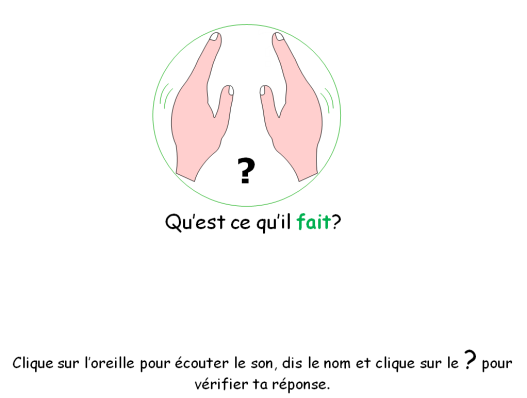 ?
Qu'est ce qu'il fait?
Clique sur l'oreille pour écouter le son, dis le nom et clique sur le ? pour
vérifier ta réponse.